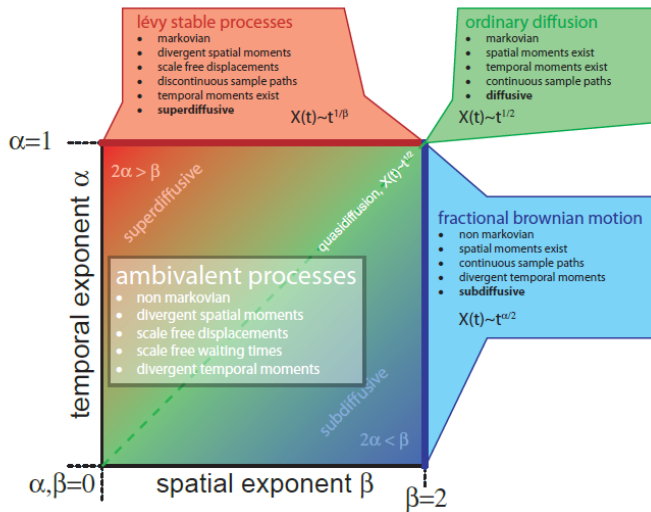 lévy stable processes
• markovian
• divergent spatial moments
• scale free displacements
• discontinuous sample paths
• temporal moments exist
• superdiffusive
X(t)~t^{1/β}
ordinary diffusion
• markovian
• spatial moments exist
• temporal moments exist
• continuous sample paths
• diffusive
X(t)~t^{1/2}
α=1
temporal exponent α
2α > β
superdiffusive
quasidiffusion, X(t)~t^{1/2}
ambivalent processes
• non markovian
• divergent spatial moments
• scale free displacements
• scale free waiting times
• divergent temporal moments
subdiffusive
2α < β
fractional brownian motion
• non markovian
• spatial moments exist
• continuous sample paths
• divergent temporal moments
• subdiffusive
X(t)~t^{α/2}
α,β=0
spatial exponent β
β=2